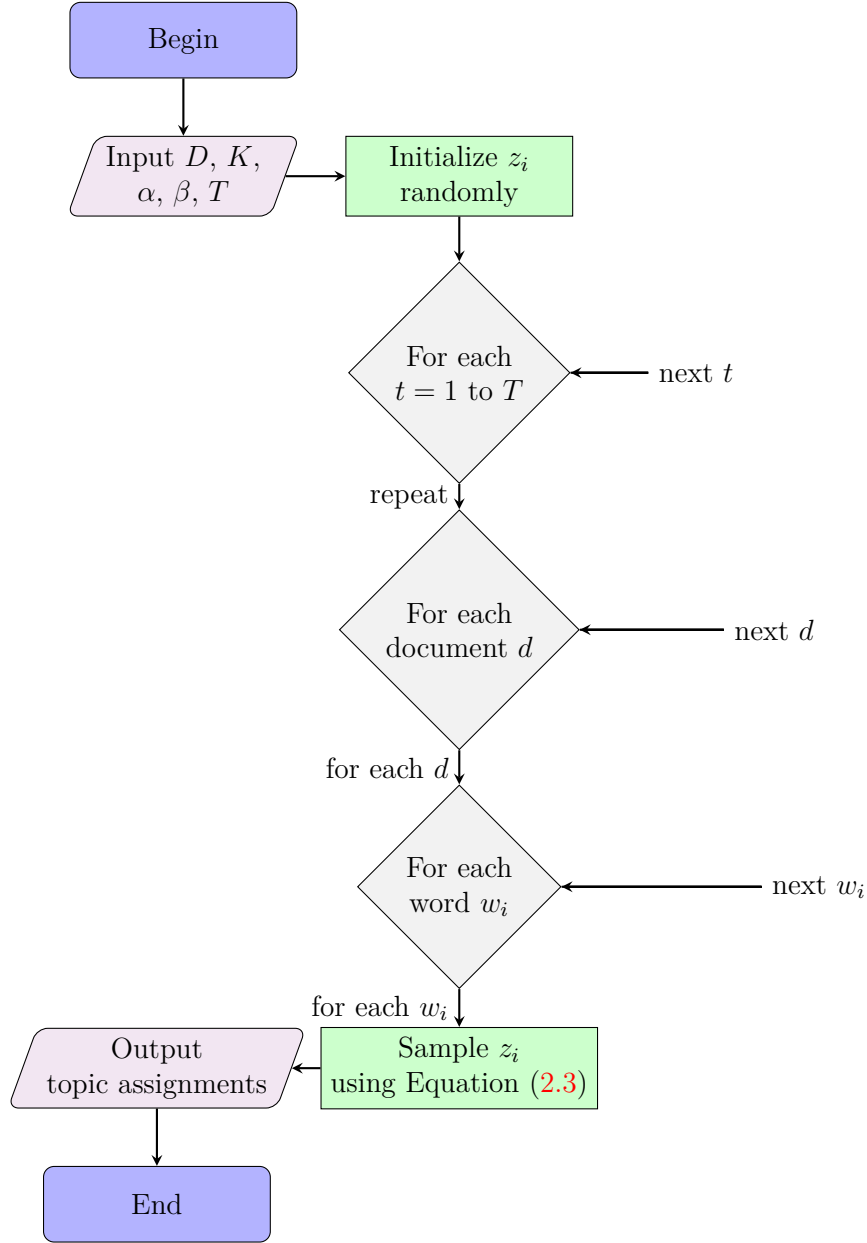 Begin
Input D, K,
α, β, T
Initialize z_i
randomly
For each
t = 1 to T
next t
repeat
For each
document d
next d
for each d
For each
word w_i
next w_i
for each w_i
Output
topic assignments
Sample z_i
using Equation (2.3)
End